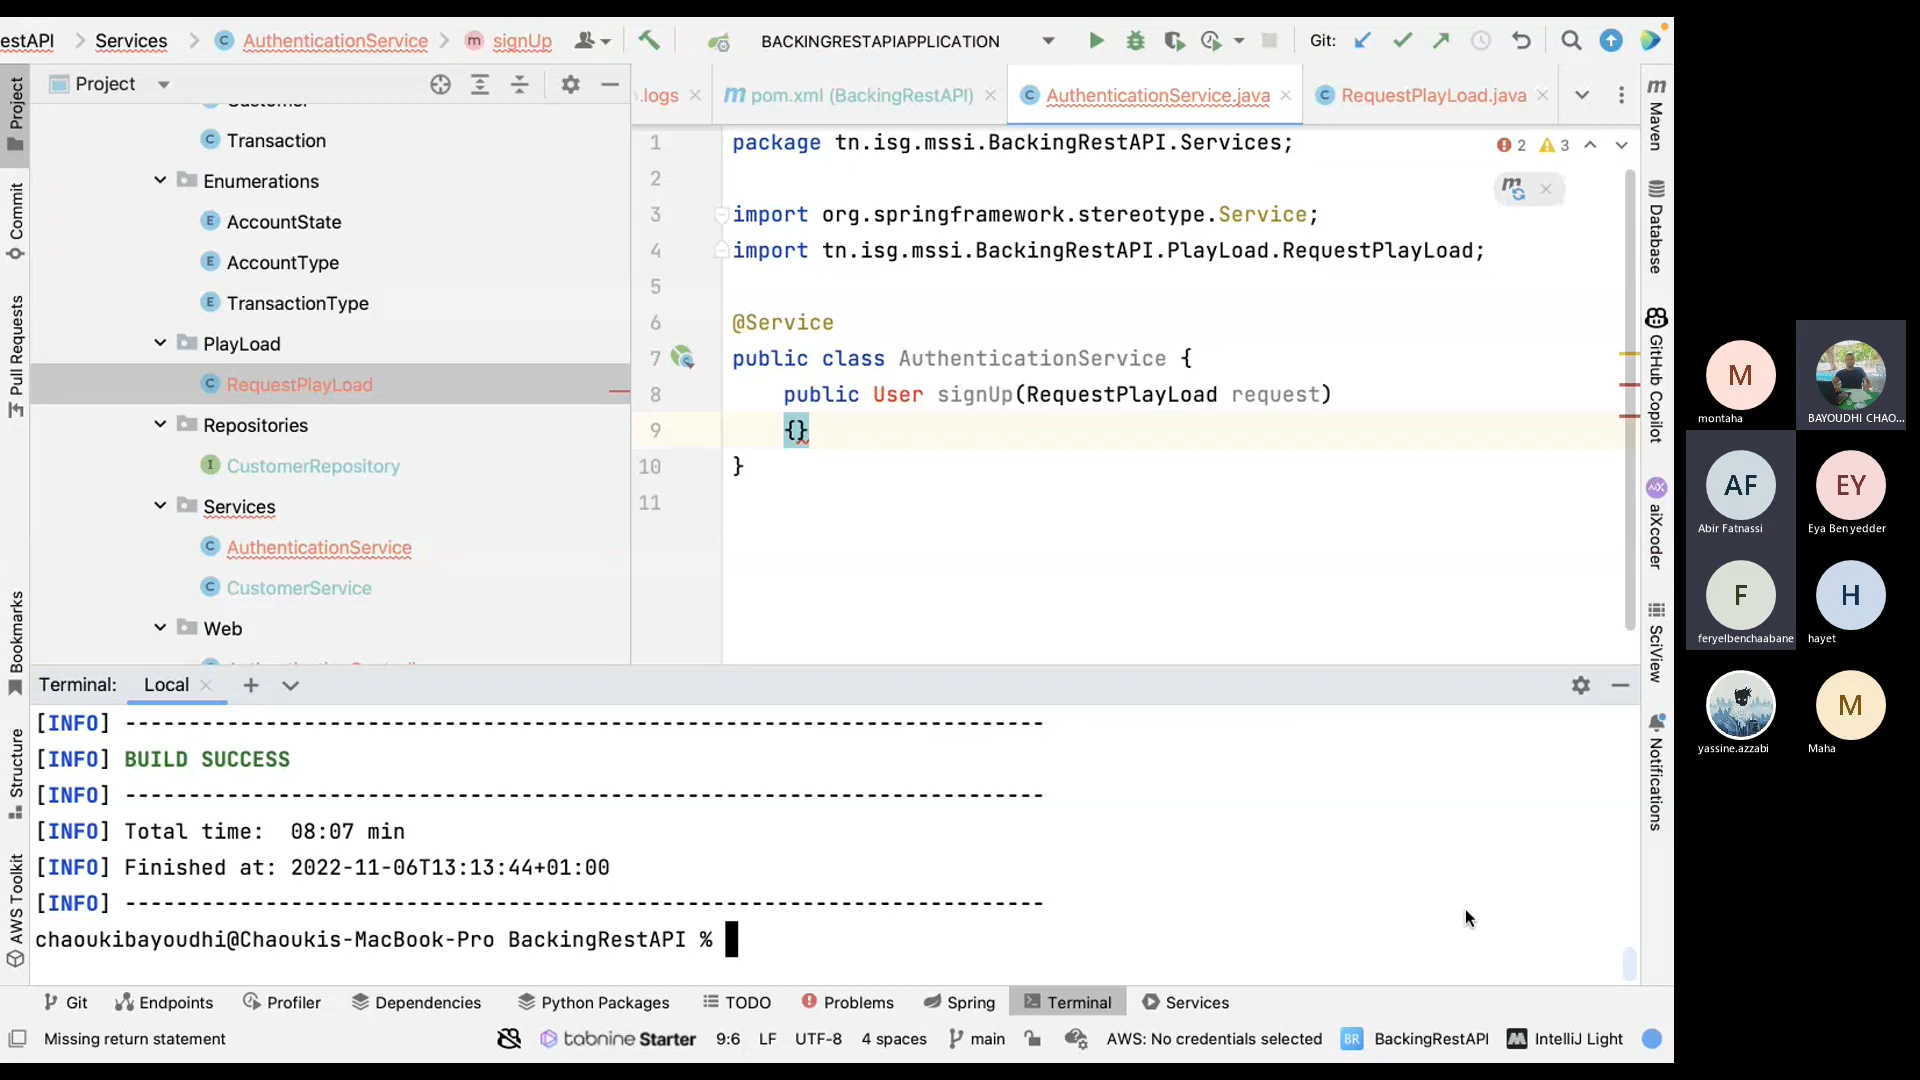 estAPI Services AuthenticationService signUp BACKINGRESTAPIAPPLICATION Git:
Project
.logs
pom.xml (BackingRestAPI)
AuthenticationService.java
RequestPlayLoad.java
Project
Commit
Pull Requests
Bookmarks
Structure
AWS Toolkit
Customer
Transaction
Enumerations
AccountState
AccountType
TransactionType
PlayLoad
RequestPlayLoad
Repositories
CustomerRepository
Services
AuthenticationService
CustomerService
Web
1 package tn.isg.mssi.BackingRestAPI.Services;
2
3 import org.springframework.stereotype.Service;
4 import tn.isg.mssi.BackingRestAPI.PlayLoad.RequestPlayLoad;
5
6 @Service
7 public class AuthenticationService {
8 public User signUp(RequestPlayLoad request)
9 {}
10 }
11
2 3
Maven
Database
GitHub Copilot
aiXcoder
SciView
Notifications
Terminal: Local
[INFO] ------------------------------------------------------------------------
[INFO] BUILD SUCCESS
[INFO] ------------------------------------------------------------------------
[INFO] Total time:  08:07 min
[INFO] Finished at: 2022-11-06T13:13:44+01:00
[INFO] ------------------------------------------------------------------------
chaoukibayoudhi@Chaoukis-MacBook-Pro BackingRestAPI %
Git Endpoints Profiler Dependencies Python Packages TODO Problems Spring Terminal Services
Missing return statement tabnine Starter 9:6 LF UTF-8 4 spaces main AWS: No credentials selected BR BackingRestAPI IntelliJ Light
M
montaha
BAYOUDHI CHAO...
AF
Abir Fatnassi
EY
Eya Ben yedder
F
feryelbenchaabane
H
hayet
yassine.azzabi
M
Maha